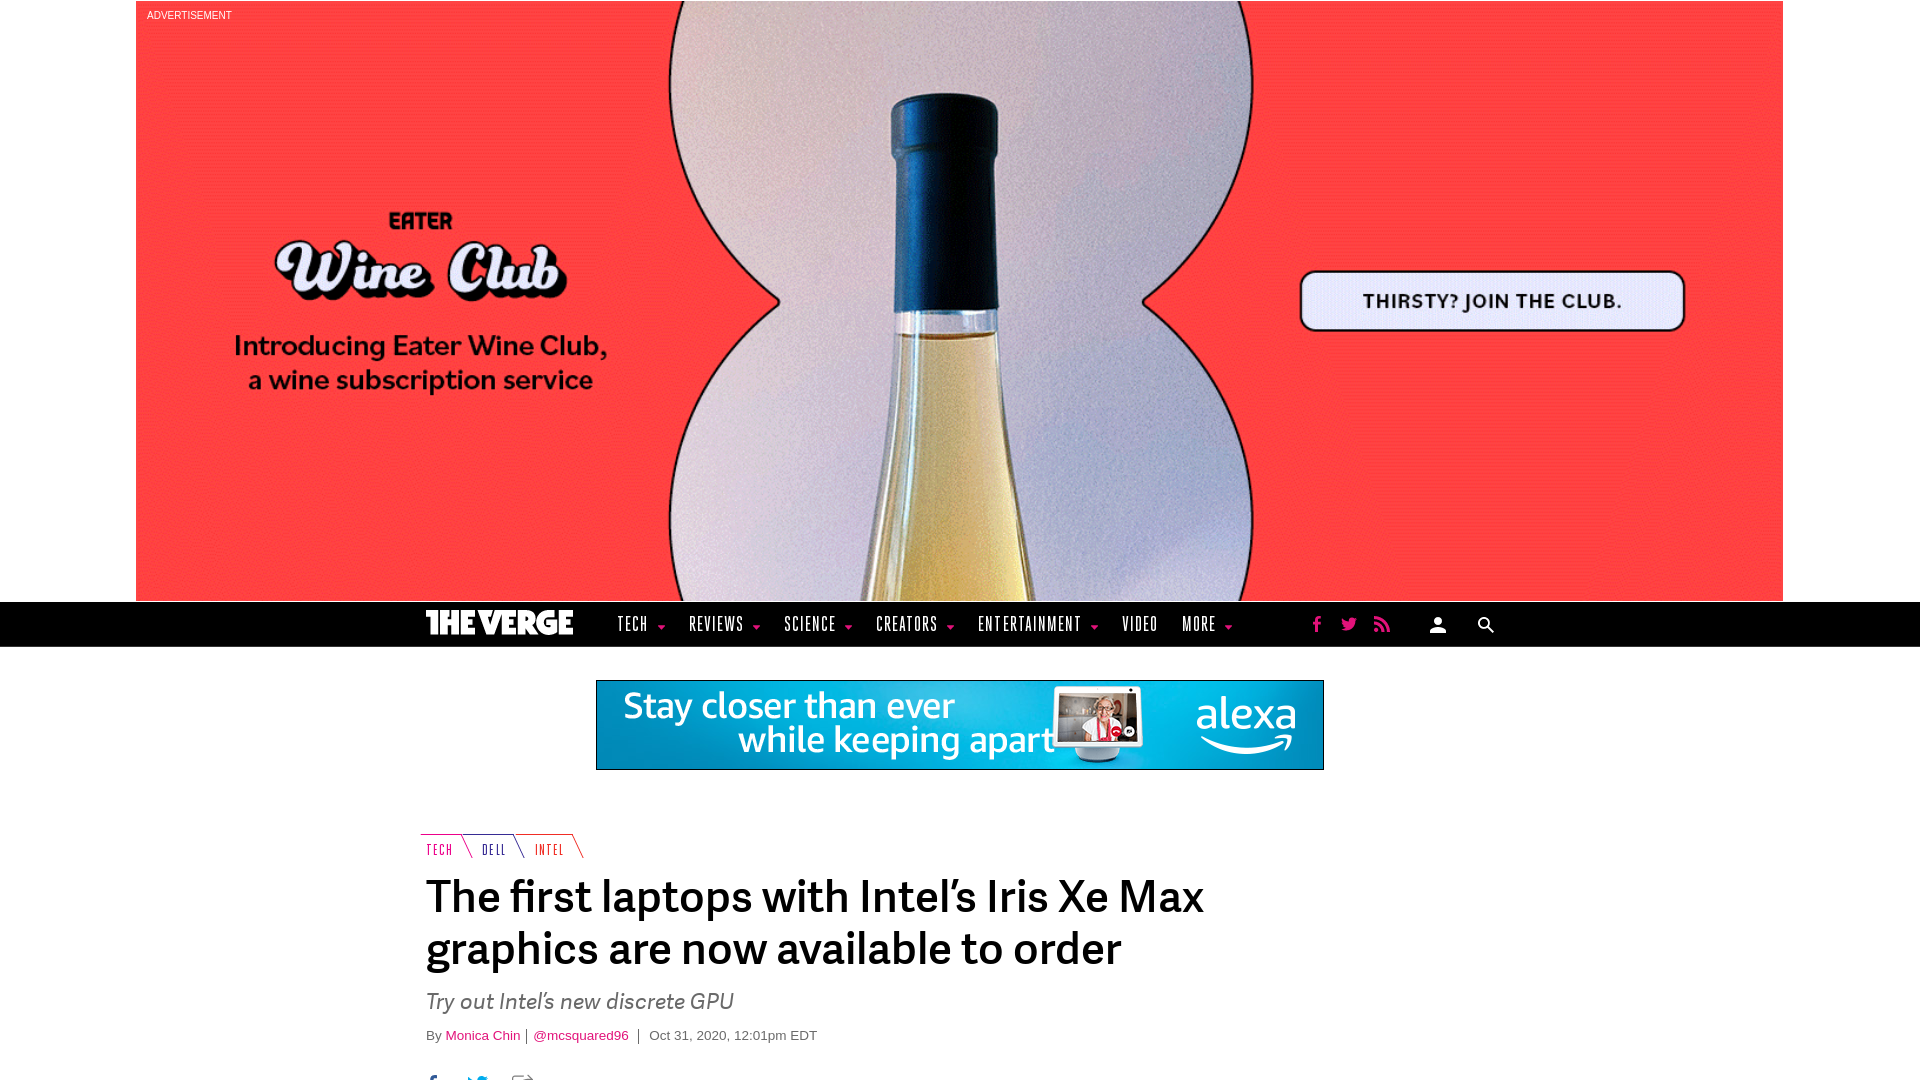 ADVERTISEMENT
EATER
Wine Club
Introducing Eater Wine Club,
a wine subscription service
THIRSTY? JOIN THE CLUB.
THE VERGE
TECH REVIEWS SCIENCE CREATORS ENTERTAINMENT VIDEO MORE
Stay closer than ever
while keeping apart
alexa
TECH DELL INTEL
The first laptops with Intel’s Iris Xe Max
graphics are now available to order
Try out Intel’s new discrete GPU
By Monica Chin | @mcsquared96 | Oct 31, 2020, 12:01pm EDT